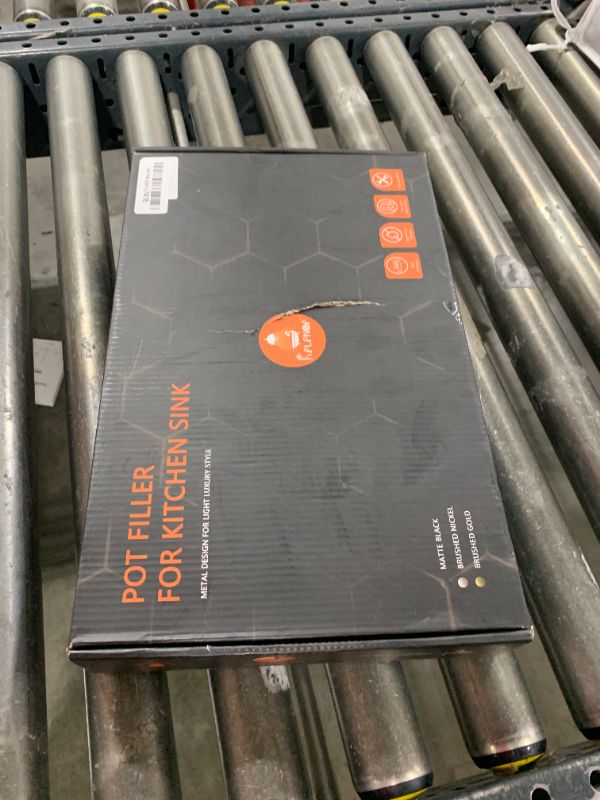 POT FILLER
FOR KITCHEN SINK
METAL DESIGN FOR LIGHT LUXURY STYLE
MATTE BLACK
BRUSHED NICKEL
BRUSHED GOLD